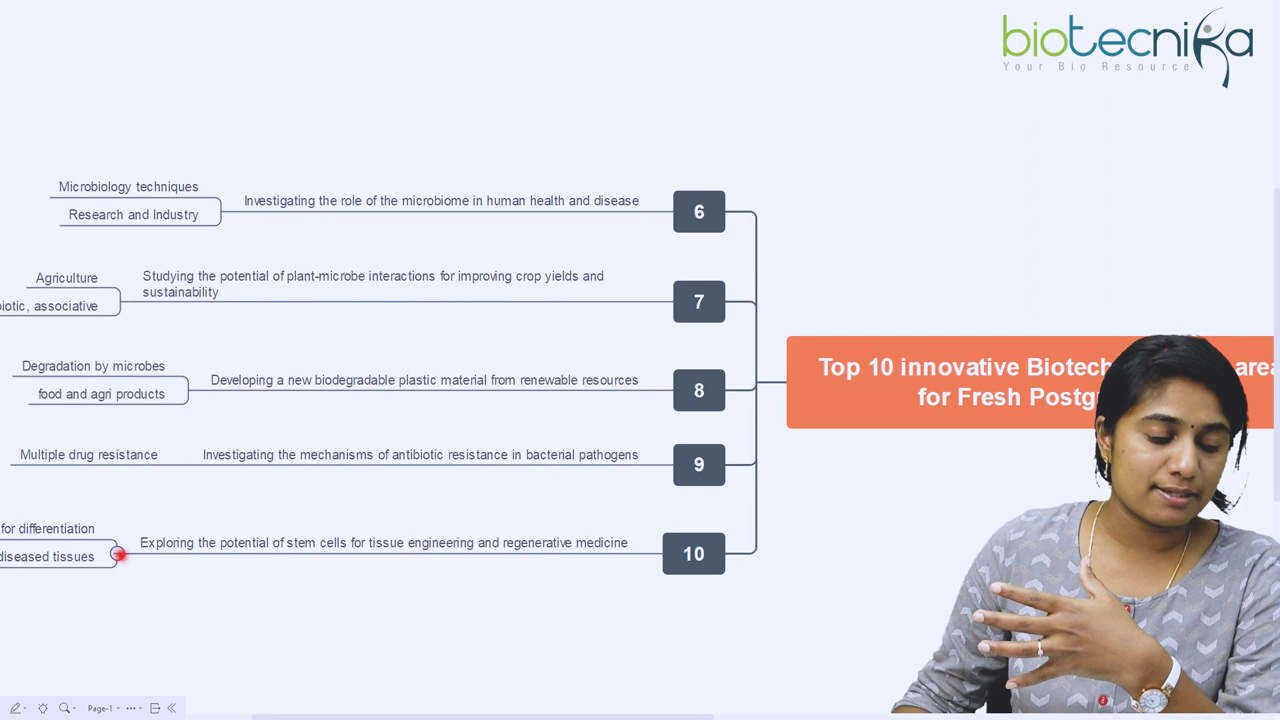 biotecnika
Your Bio Resource
Microbiology techniques
Research and Industry
Investigating the role of the microbiome in human health and disease
6
Agriculture
associative
Studying the potential of plant-microbe interactions for improving crop yields and
sustainability
7
Degradation by microbes
food and agri products
Developing a new biodegradable plastic material from renewable resources
8
Multiple drug resistance
Investigating the mechanisms of antibiotic resistance in bacterial pathogens
9
for differentiation
diseased tissues
Exploring the potential of stem cells for tissue engineering and regenerative medicine
10
Top 10 innovative
for Fresh
Page-1